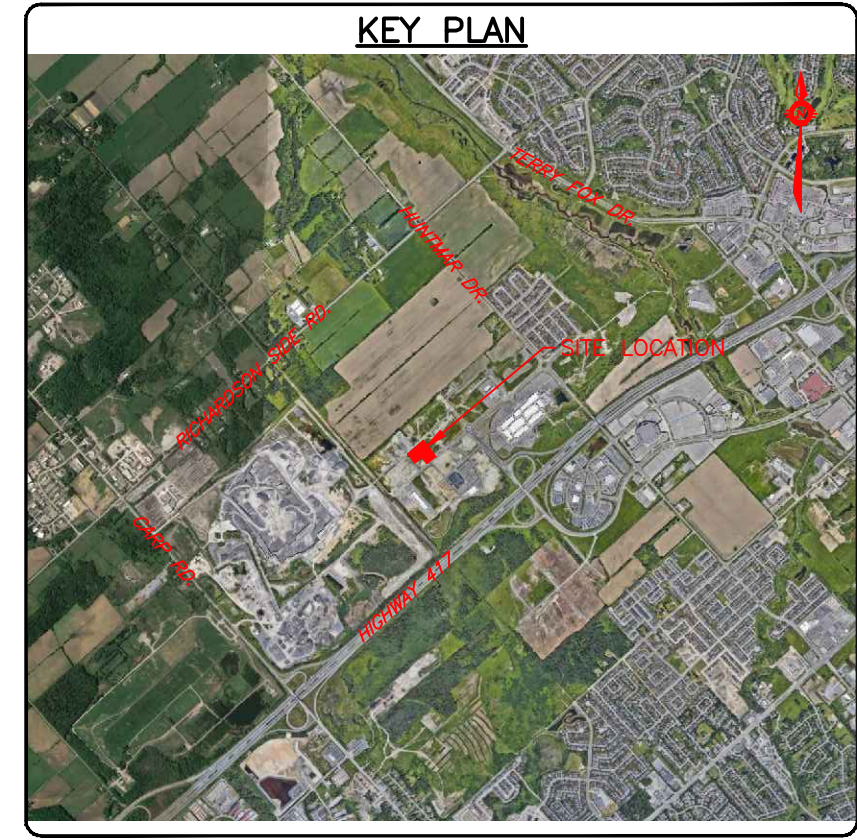 KEY PLAN
N
TERRY FOX DR.
HUNTMAR DR.
SITE LOCATION
RICHARDSON SIDE RD.
CARP RD.
HIGHWAY 417